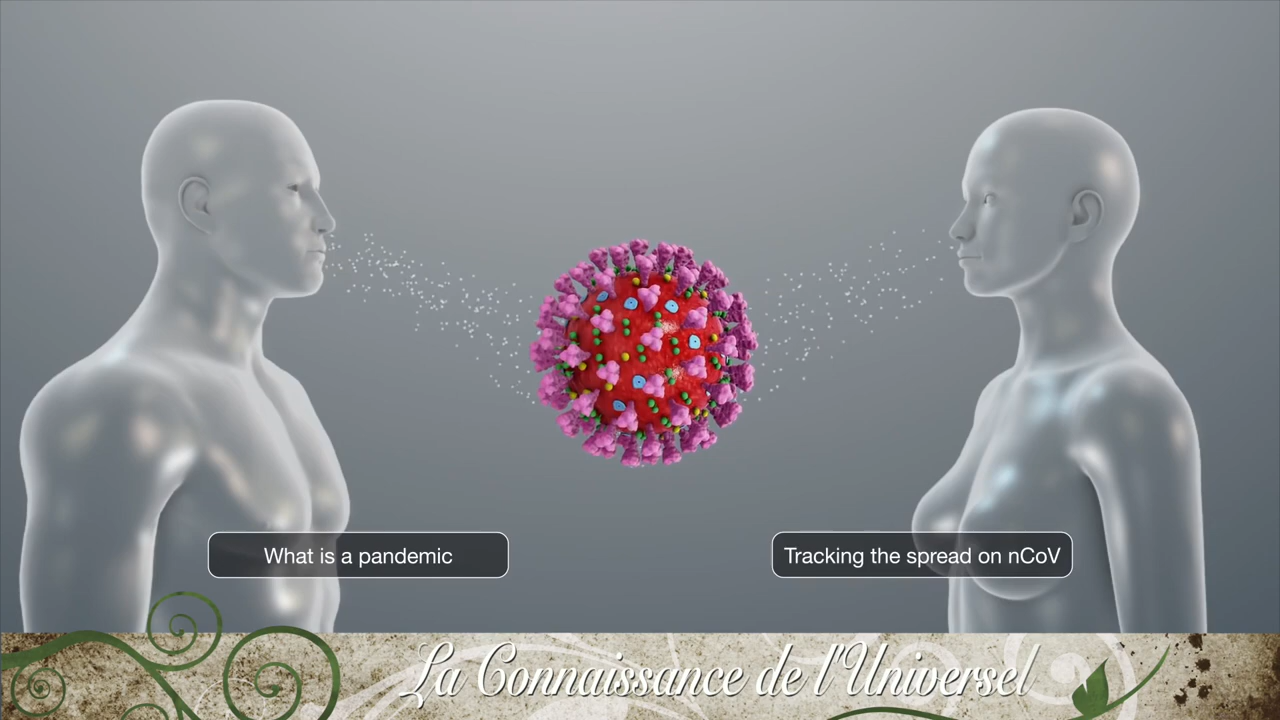 What is a pandemic
Tracking the spread on nCoV
La Connaissance de l'Universel